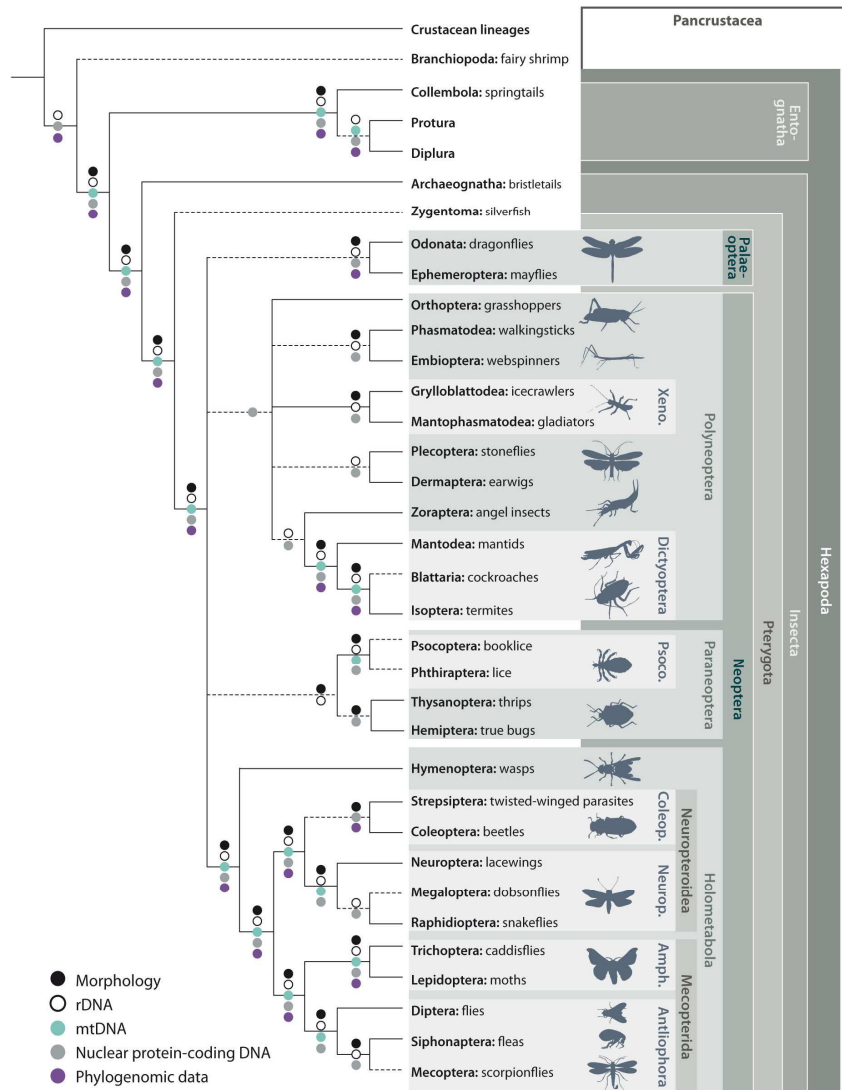 Pancrustacea
Crustacean lineages
Branchiopoda: fairy shrimp
Collembola: springtails
Protura
Diplura
Ento-
gnatha
Archaeognatha: bristletails
Zygentoma: silverfish
Odonata: dragonflies
Ephemeroptera: mayflies
Palae-
optera
Orthoptera: grasshoppers
Phasmatodea: walkingsticks
Embioptera: webspinners
Grylloblattodea: icecrawlers
Mantophasmatodea: gladiators
Xeno.
Plecoptera: stoneflies
Dermaptera: earwigs
Zoraptera: angel insects
Mantodea: mantids
Blattaria: cockroaches
Isoptera: termites
Dictyoptera
Polyneoptera
Psocoptera: booklice
Phthiraptera: lice
Psoco.
Thysanoptera: thrips
Hemiptera: true bugs
Paraneoptera
Neoptera
Pterygota
Insecta
Hexapoda
Hymenoptera: wasps
Strepsiptera: twisted-winged parasites
Coleoptera: beetles
Coleop.
Neuroptera: lacewings
Megaloptera: dobsonflies
Raphidioptera: snakeflies
Neurop.
Neuropteroidea
Holometabola
Trichoptera: caddisflies
Lepidoptera: moths
Amph.
Diptera: flies
Siphonaptera: fleas
Mecoptera: scorpionflies
Antliophora
Mecopterida
Morphology
rDNA
mtDNA
Nuclear protein-coding DNA
Phylogenomic data